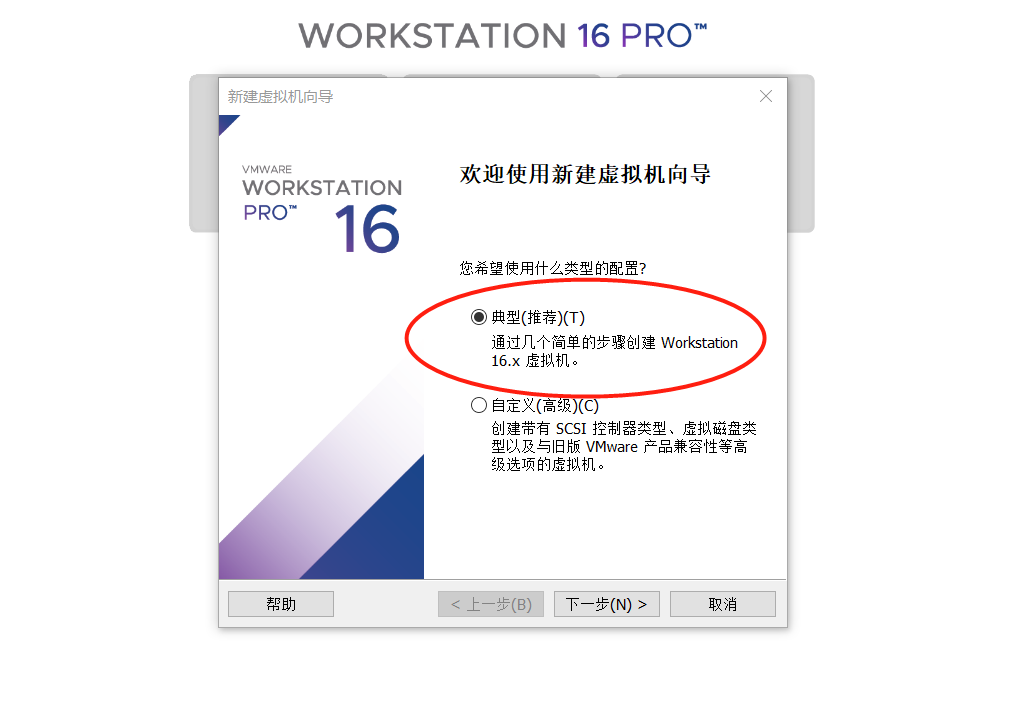 WORKSTATION 16 PRO™
新建虚拟机向导
VMWARE
WORKSTATION
PRO™ 16
欢迎使用新建虚拟机向导
您希望使用什么类型的配置?
典型(推荐)(T)
通过几个简单的步骤创建 Workstation
16.x 虚拟机。
自定义(高级)(C)
创建带有 SCSI 控制器类型、虚拟磁盘类
型以及与旧版 VMware 产品兼容性等高
级选项的虚拟机。
帮助
< 上一步(B)
下一步(N) >
取消